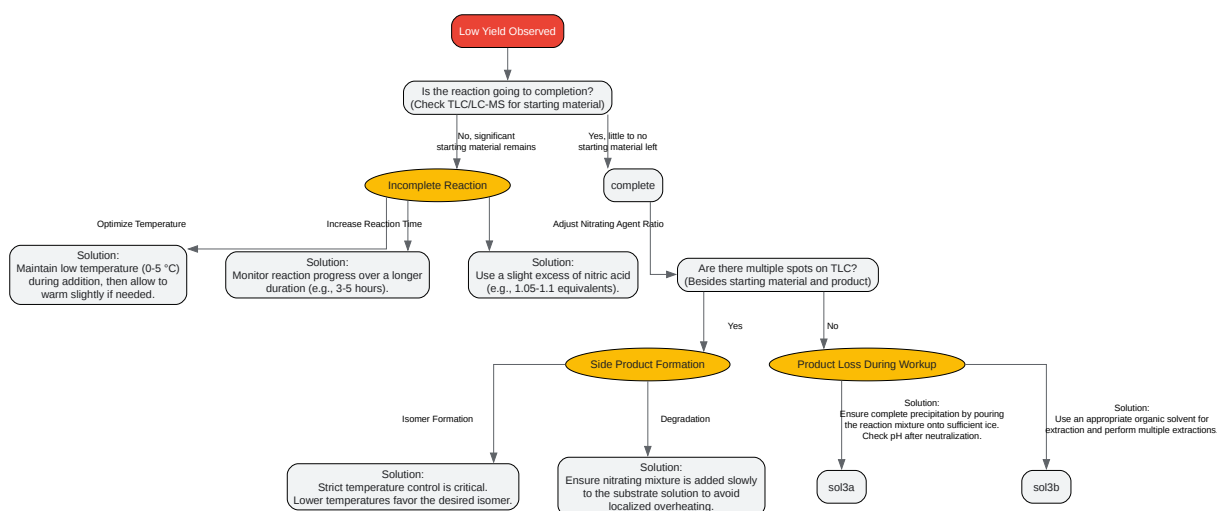 Low Yield Observed
Is the reaction going to completion?
(Check TLC/LC-MS for starting material)
No, significant
starting material remains
Yes, little to no
starting material left
Incomplete Reaction
complete
Optimize Temperature
Increase Reaction Time
Adjust Nitrating Agent Ratio
Solution:
Maintain low temperature (0-5 °C)
during addition, then allow to
warm slightly if needed.
Solution:
Monitor reaction progress over a longer
duration (e.g., 3-5 hours).
Solution:
Use a slight excess of nitric acid
(e.g., 1.05-1.1 equivalents).
Are there multiple spots on TLC?
(Besides starting material and product)
Yes
No
Side Product Formation
Product Loss During Workup
Isomer Formation
Degradation
Solution:
Ensure complete precipitation by pouring
the reaction mixture onto sufficient ice.
Check pH after neutralization.
Solution:
Use an appropriate organic solvent for
extraction and perform multiple extractions.
Solution:
Strict temperature control is critical.
Lower temperatures favor the desired isomer.
Solution:
Ensure nitrating mixture is added slowly
to the substrate solution to avoid
localized overheating.
sol3a
sol3b